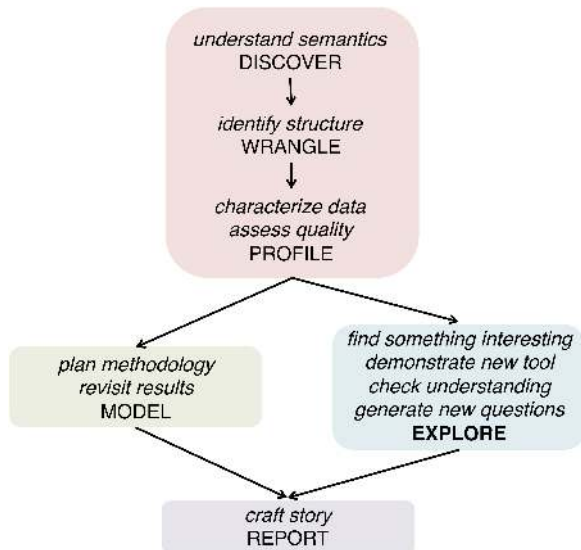 understand semantics
DISCOVER
identify structure
WRANGLE
characterize data
assess quality
PROFILE
plan methodology
revisit results
MODEL
find something interesting
demonstrate new tool
check understanding
generate new questions
EXPLORE
craft story
REPORT